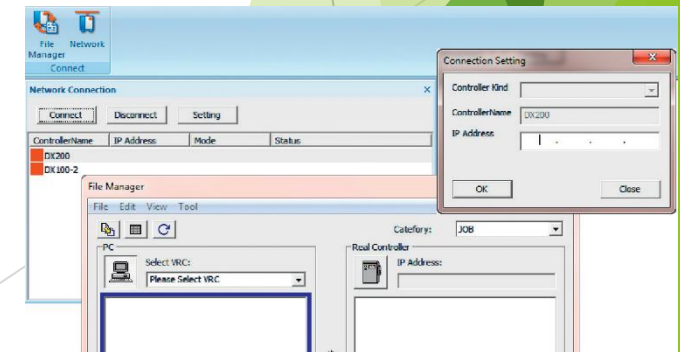 File Manager
Network
Connect
Network Connection
Connect Disconnect Setting
ControllerName IP Address Mode Status
DX200
DX100-2
Connection Setting
Controller Kind
ControllerName DX200
IP Address . . .
OK Close
File Manager
File Edit View Tool
Catefory: JOB
PC
Select VRC:
Please Select VRC
Real Controller
IP Address: